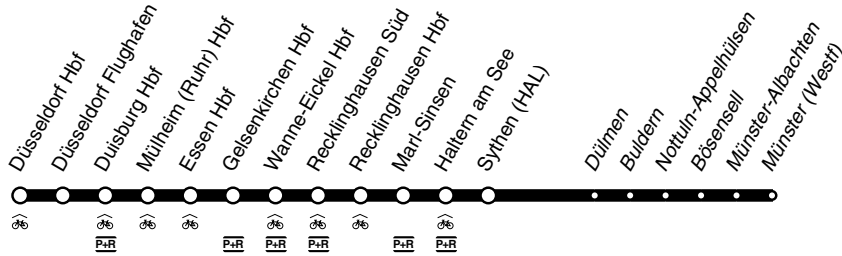 Düsseldorf Hbf
Düsseldorf Flughafen
Duisburg Hbf
Mülheim (Ruhr) Hbf
Essen Hbf
Gelsenkirchen Hbf
Wanne-Eickel Hbf
Recklinghausen Süd
Recklinghausen Hbf
Marl-Sinsen
Haltern am See
Sythen (HAL)
Dülmen
Buldern
Nottuln-Appelhülsen
Bösensell
Münster-Albachten
Münster (Westf)
P+R
P+R
P+R
P+R
P+R
P+R